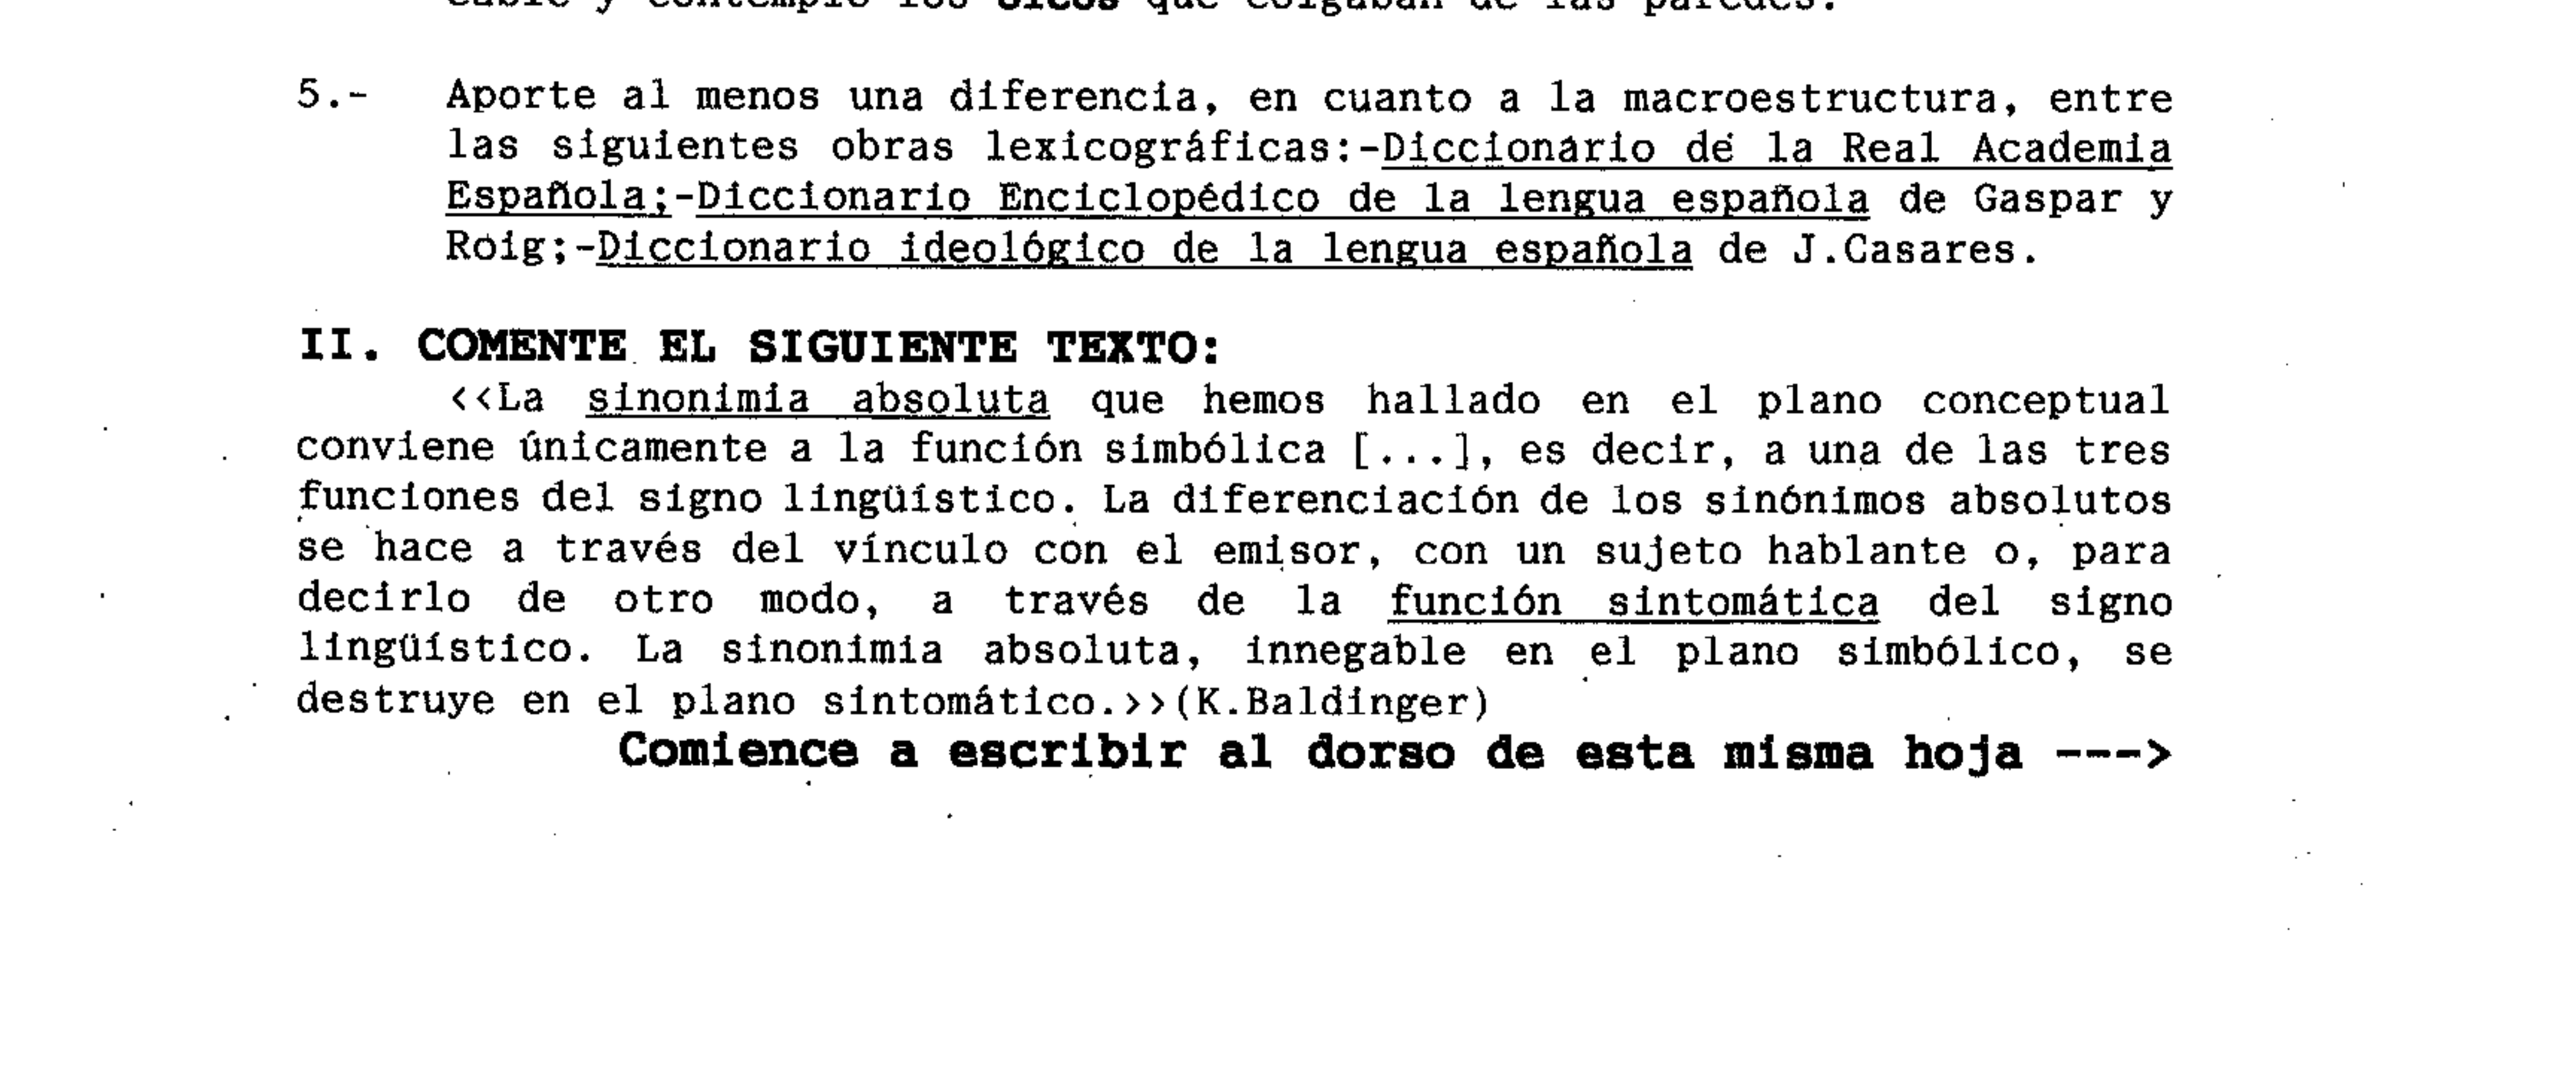 que colgaban de las paredes.
5.- Aporte al menos una diferencia, en cuanto a la macroestructura, entre
las siguientes obras lexicográficas:-Diccionario de la Real Academia
Española;-Diccionario Enciclopédico de la lengua española de Gaspar y
Roig;-Diccionario ideológico de la lengua española de J.Casares.
II. COMENTE EL SIGUIENTE TEXTO:
<<La sinonimia absoluta que hemos hallado en el plano conceptual
conviene únicamente a la función simbólica [...], es decir, a una de las tres
funciones del signo lingüístico. La diferenciación de los sinónimos absolutos
se hace a través del vínculo con el emisor, con un sujeto hablante o, para
decirlo de otro modo, a través de la función sintomática del signo
lingüístico. La sinonimia absoluta, innegable en el plano simbólico, se
destruye en el plano sintomático.>>(K.Baldinger)
Comience a escribir al dorso de esta misma hoja --->